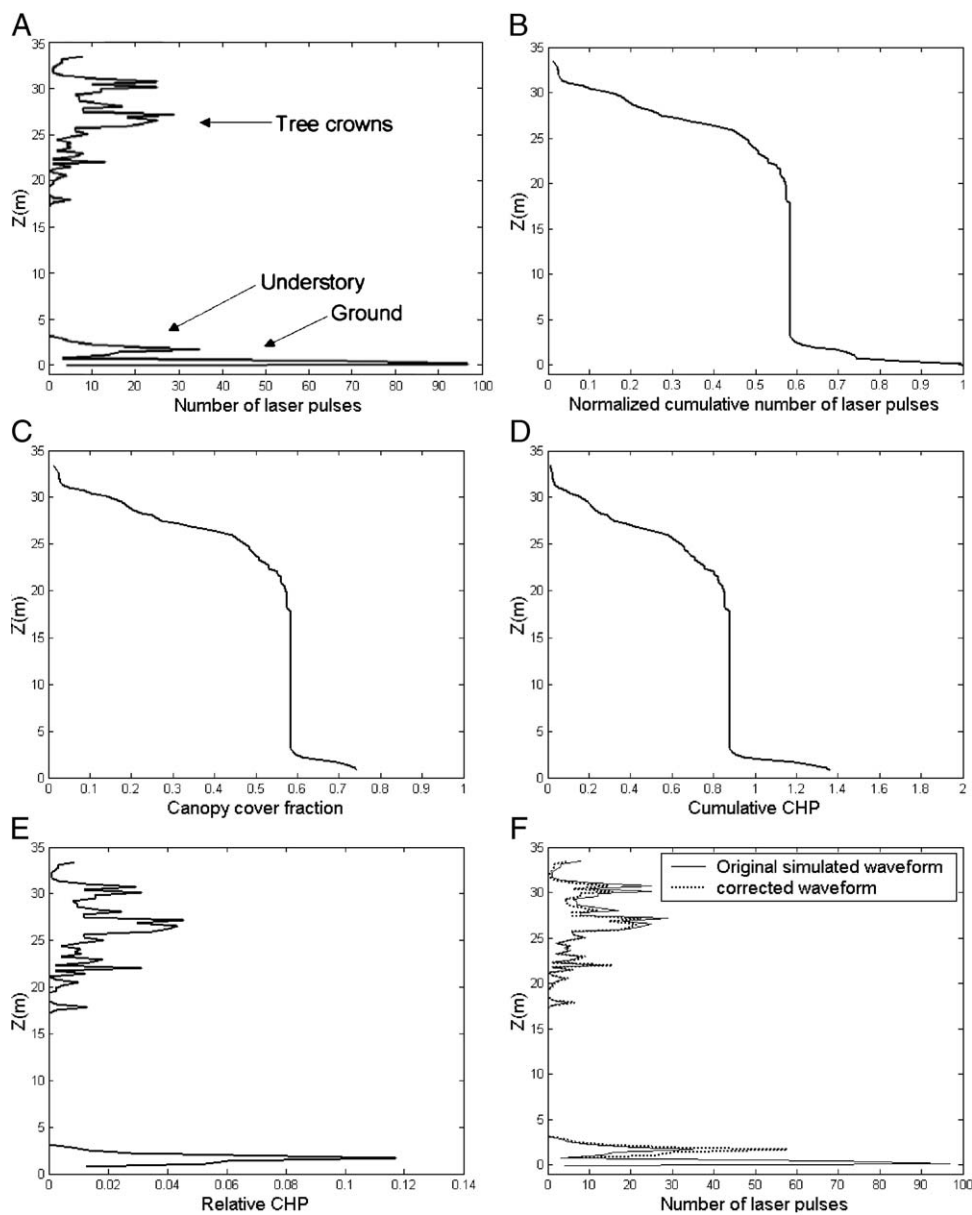 A
35
30
25
20
15
10
5
0
Z(m)
Tree crowns
Understory
Ground
0 10 20 30 40 50 60 70 80 90 100
Number of laser pulses
B
35
30
25
20
15
10
5
0
Z(m)
0 0.1 0.2 0.3 0.4 0.5 0.6 0.7 0.8 0.9 1
Normalized cumulative number of laser pulses
C
35
30
25
20
15
10
5
0
Z(m)
0 0.1 0.2 0.3 0.4 0.5 0.6 0.7 0.8 0.9 1
Canopy cover fraction
D
35
30
25
20
15
10
5
0
Z(m)
0 0.2 0.4 0.6 0.8 1 1.2 1.4 1.6 1.8 2
Cumulative CHP
E
35
30
25
20
15
10
5
0
Z(m)
0 0.02 0.04 0.06 0.08 0.1 0.12 0.14
Relative CHP
F
35
30
25
20
15
10
5
0
Z(m)
Original simulated waveform
corrected waveform
0 10 20 30 40 50 60 70 80 90 100
Number of laser pulses